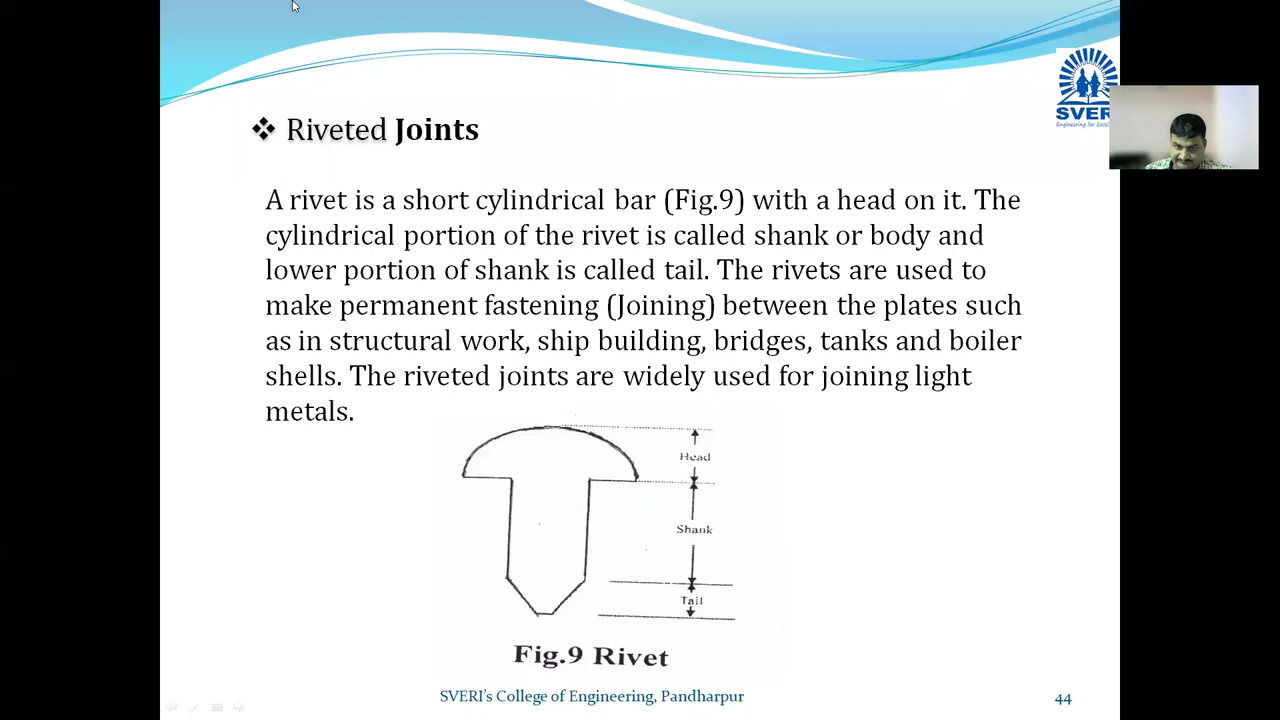 ❖ Riveted Joints
SVERI
Engineering for Excel
A rivet is a short cylindrical bar (Fig.9) with a head on it. The
cylindrical portion of the rivet is called shank or body and
lower portion of shank is called tail. The rivets are used to
make permanent fastening (Joining) between the plates such
as in structural work, ship building, bridges, tanks and boiler
shells. The riveted joints are widely used for joining light
metals.
Head
Shank
Tail
Fig.9 Rivet
SVERI's College of Engineering, Pandharpur
44